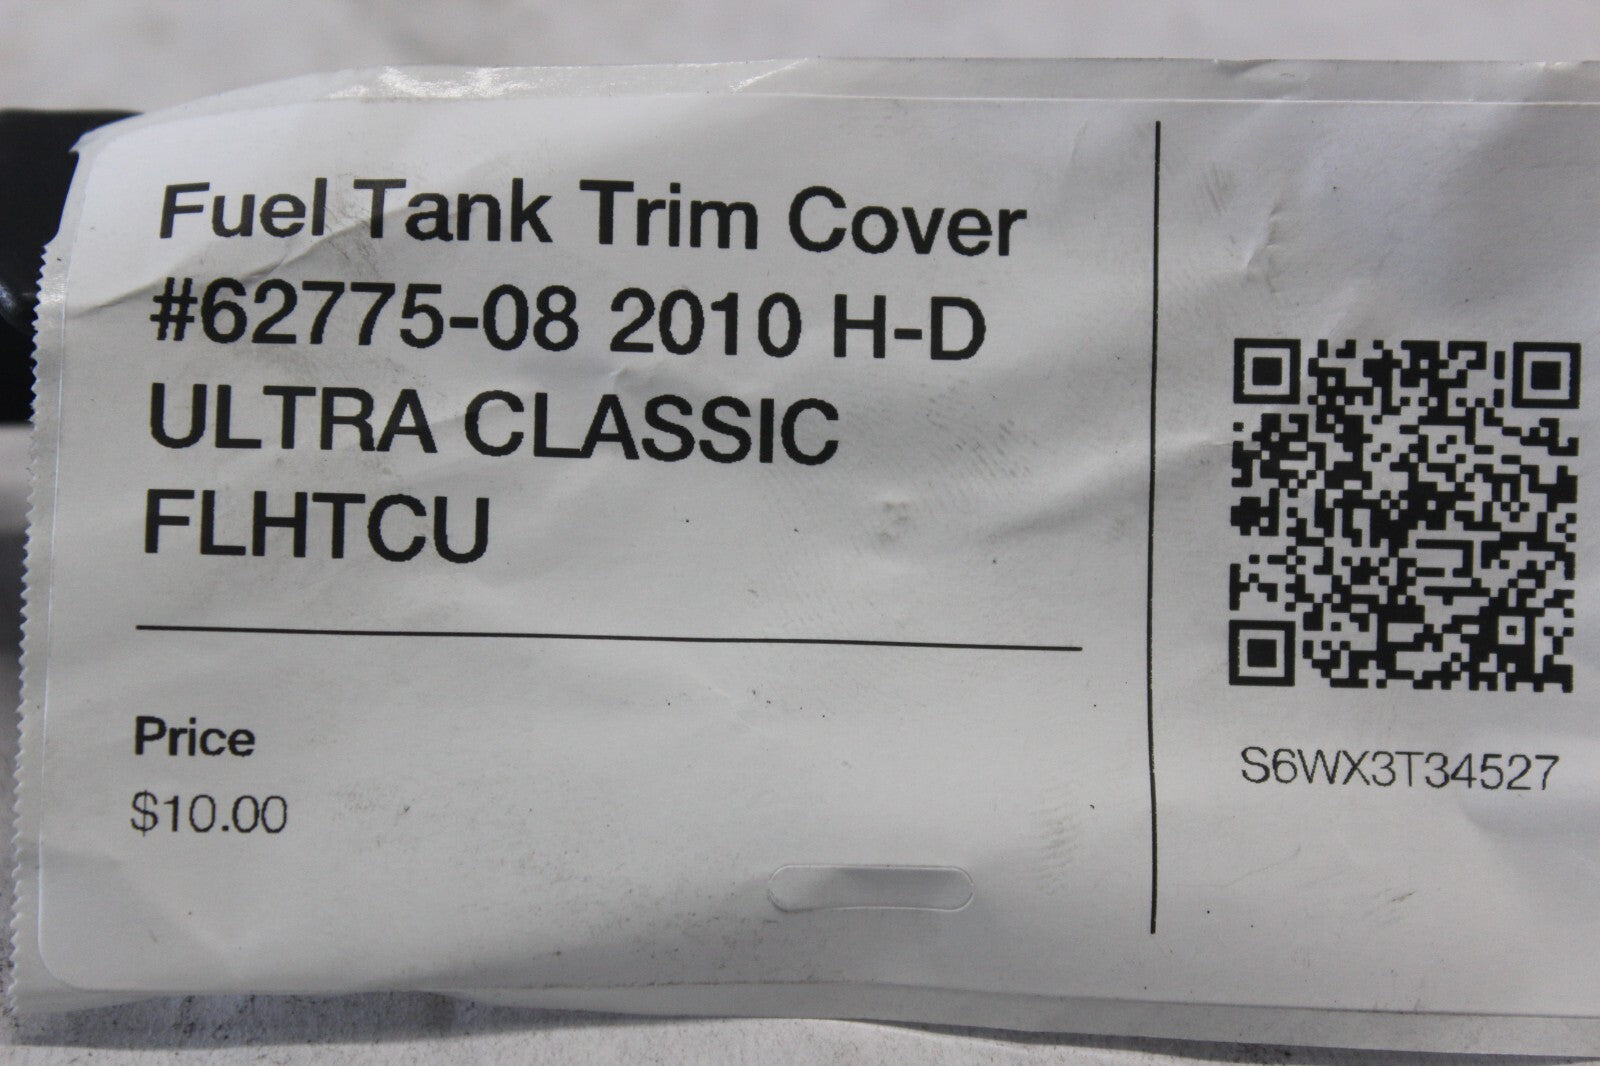 Fuel Tank Trim Cover
#62775-08 2010 H-D
ULTRA CLASSIC
FLHTCU
Price
$10.00
S6WX3T34527